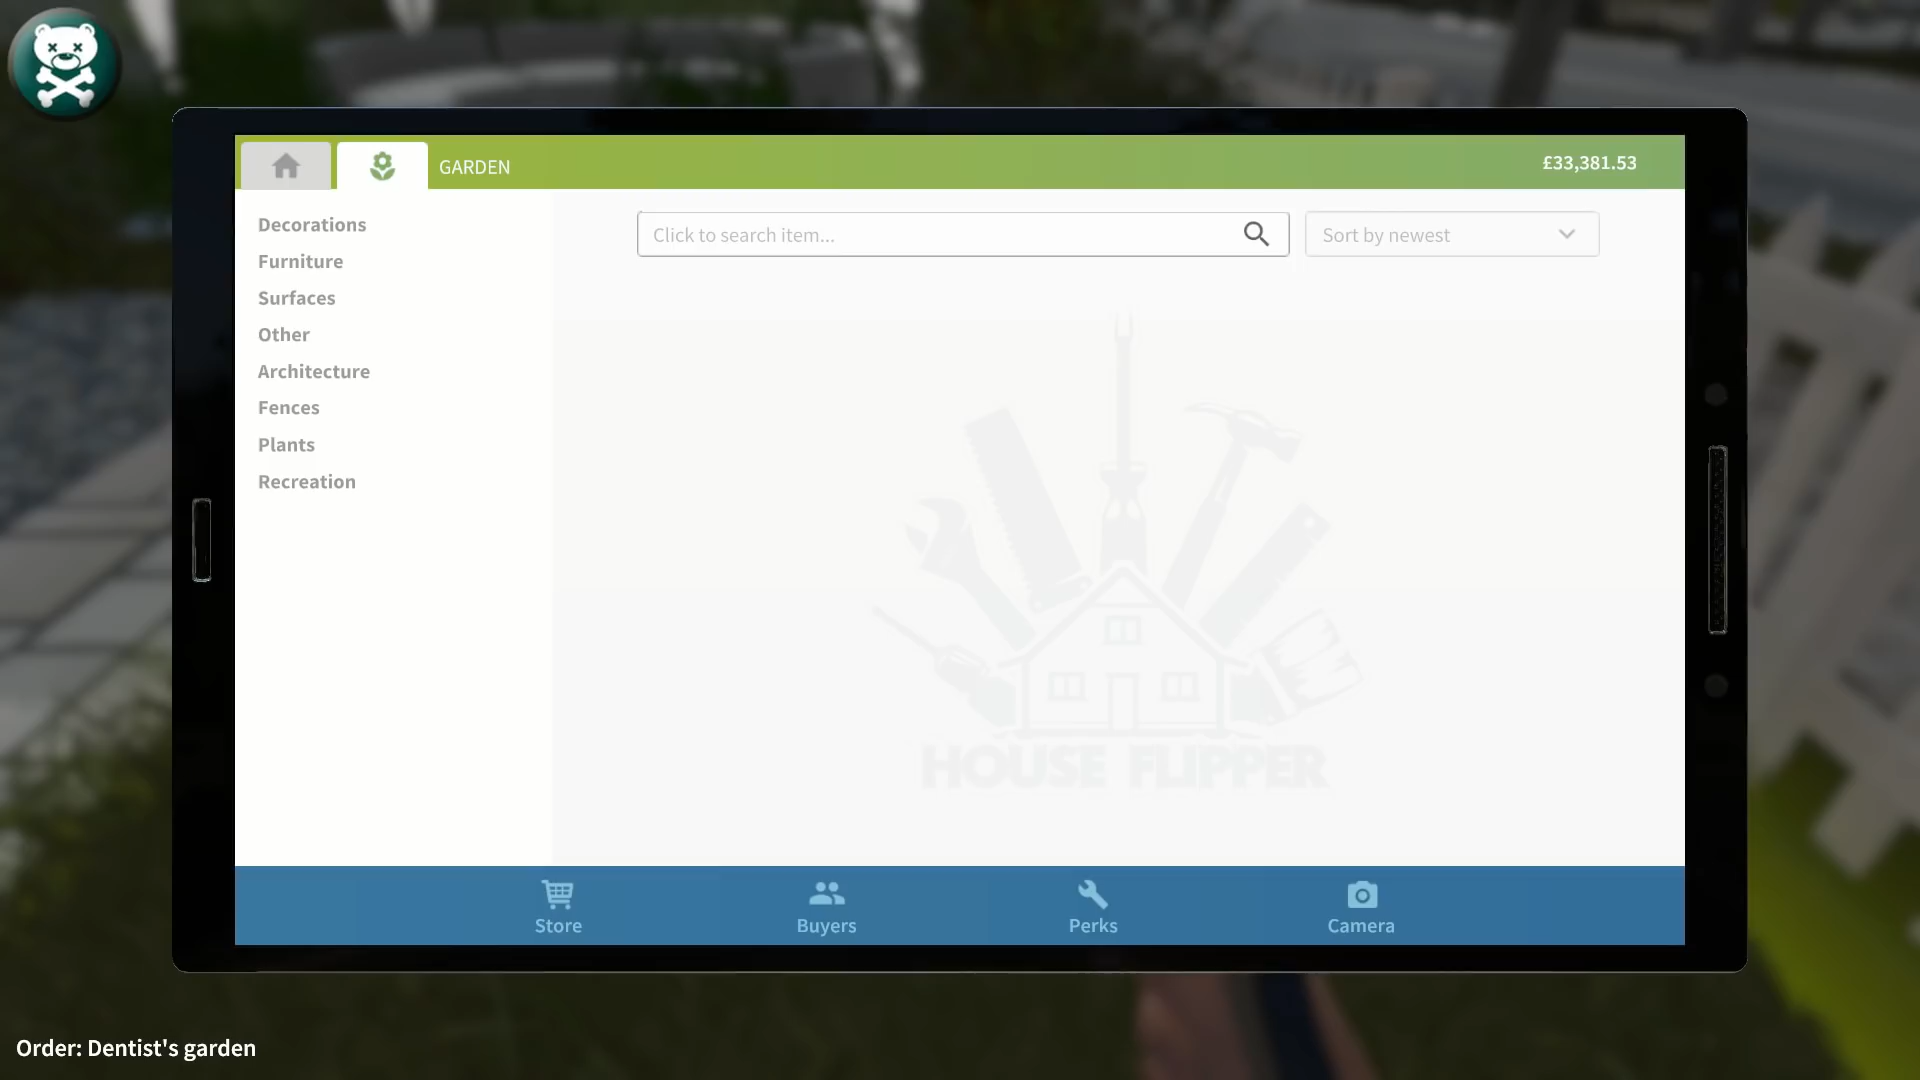 GARDEN
£33,381.53
Click to search item...
Sort by newest
Decorations
Furniture
Surfaces
Other
Architecture
Fences
Plants
Recreation
HOUSE FLIPPER
Store
Buyers
Perks
Camera
Order: Dentist's garden